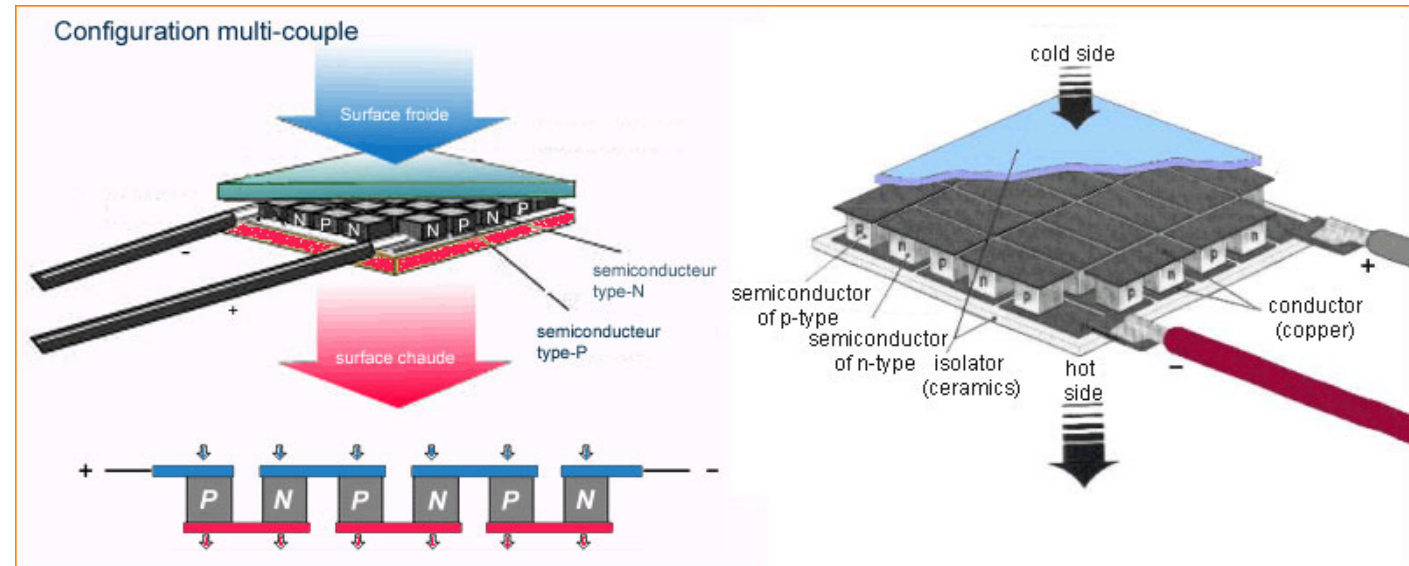 Configuration multi-couple
Surface froide
N P N N P N P
-
+
semiconducteur
type-N
semiconducteur
type-P
surface chaude
+ -
P N P N P N
cold side
p n p n p p n p n
+
semiconductor
of p-type
semiconductor
of n-type
isolator
(ceramics)
conductor
(copper)
-
hot
side